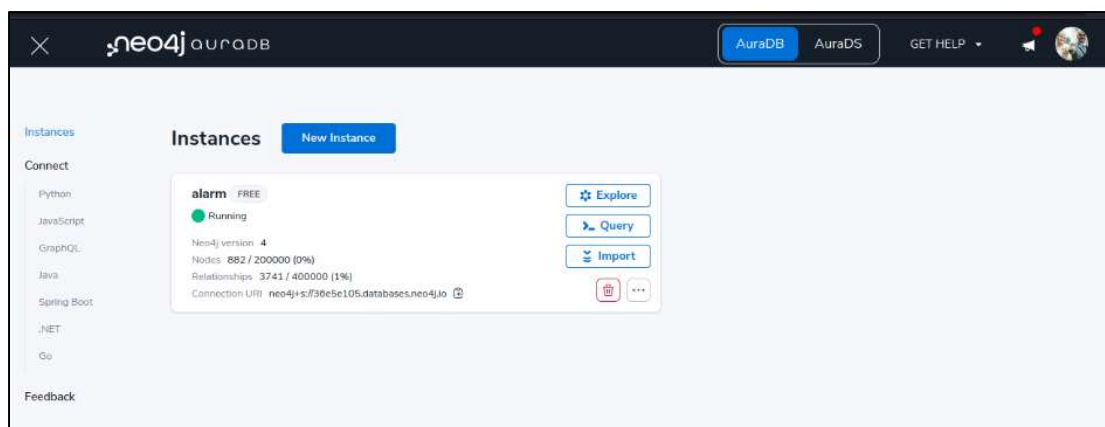 neo4j auraDB
AuraDB AuraDS GET HELP
Instances
Connect
Python
JavaScript
GraphQL
Java
Spring Boot
.NET
Go
Feedback
Instances New Instance
alarm FREE
Running
Neo4j version 4
Nodes 882 / 200000 (0%)
Relationships 3741 / 400000 (1%)
Connection URI neo4j+s://36e5e105.databases.neo4j.io
Explore
Query
Import